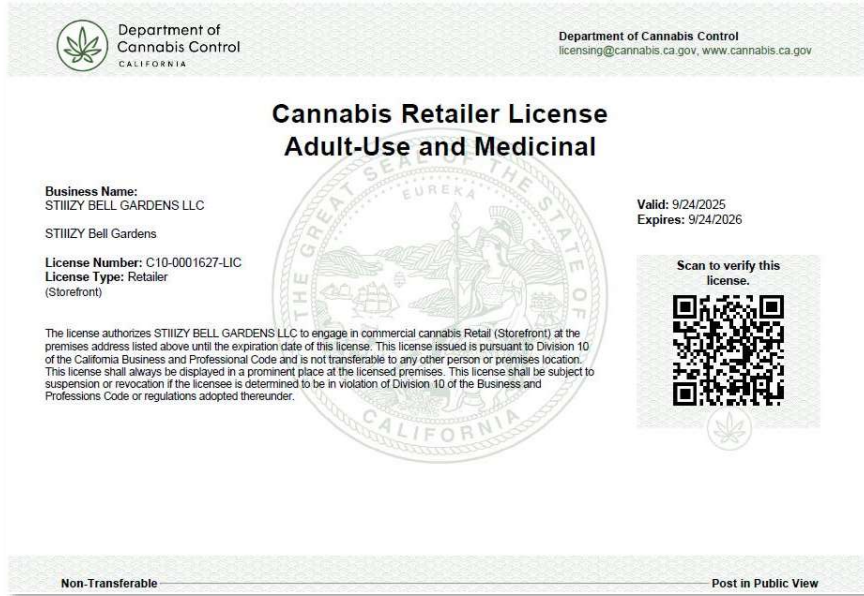 Department of
Cannabis Control
CALIFORNIA
Department of Cannabis Control
licensing@cannabis.ca.gov, www.cannabis.ca.gov
Cannabis Retailer License
Adult-Use and Medicinal
Business Name:
STIIIZY BELL GARDENS LLC
STIIIZY Bell Gardens
License Number: C10-0001627-LIC
License Type: Retailer
(Storefront)
Valid: 9/24/2025
Expires: 9/24/2026
Scan to verify this
license.
The license authorizes STIIIZY BELL GARDENS LLC to engage in commercial cannabis Retail (Storefront) at the
premises address listed above until the expiration date of this license. This license issued is pursuant to Division 10
of the California Business and Professional Code and is not transferable to any other person or premises location.
This license shall always be displayed in a prominent place at the licensed premises. This license shall be subject to
suspension or revocation if the licensee is determined to be in violation of Division 10 of the Business and
Professions Code or regulations adopted thereunder.
THE GREAT SEAL OF THE STATE OF
EUREKA
CALIFORNIA
Non-Transferable
Post in Public View